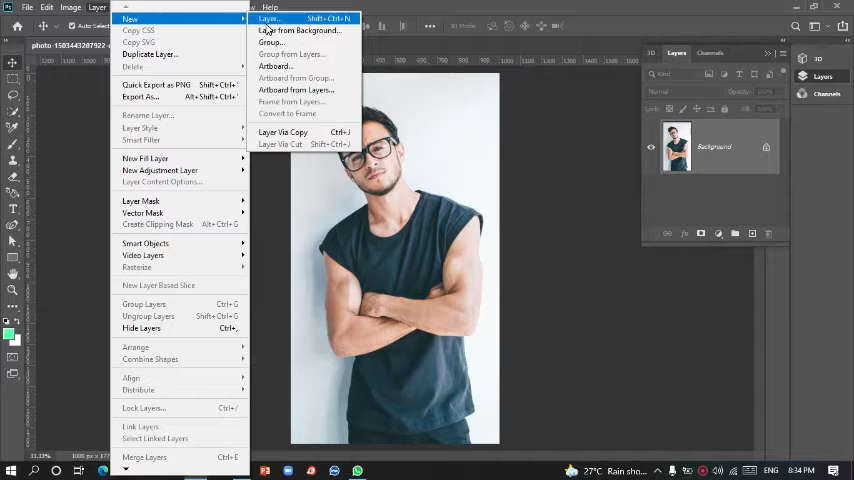 File Edit Image Layer Help
Auto-Select
3D Mode:
photo-1503443207922-
New
Copy CSS
Copy SVG
Duplicate Layer...
Delete
Quick Export as PNG Shift+Ctrl+'
Export As... Alt+Shift+Ctrl+'
Rename Layer...
Layer Style
Smart Filter
New Fill Layer
New Adjustment Layer
Layer Content Options...
Layer Mask
Vector Mask
Create Clipping Mask Alt+Ctrl+G
Smart Objects
Video Layers
Rasterize
New Layer Based Slice
Group Layers Ctrl+G
Ungroup Layers Shift+Ctrl+G
Hide Layers Ctrl+,
Arrange
Combine Shapes
Align
Distribute
Lock Layers... Ctrl+/
Link Layers
Select Linked Layers
Merge Layers Ctrl+E
Layer... Shift+Ctrl+N
Layer from Background...
Group...
Group from Layers...
Artboard...
Artboard from Group...
Artboard from Layers...
Frame from Layers...
Convert to Frame
Layer Via Copy Ctrl+J
Layer Via Cut Shift+Ctrl+J
3D Layers Channels
Kind
Normal Opacity:
Lock: Fill:
Background
3D
Layers
Channels
33.33%
27°C Rain sho... ENG 8:34 PM